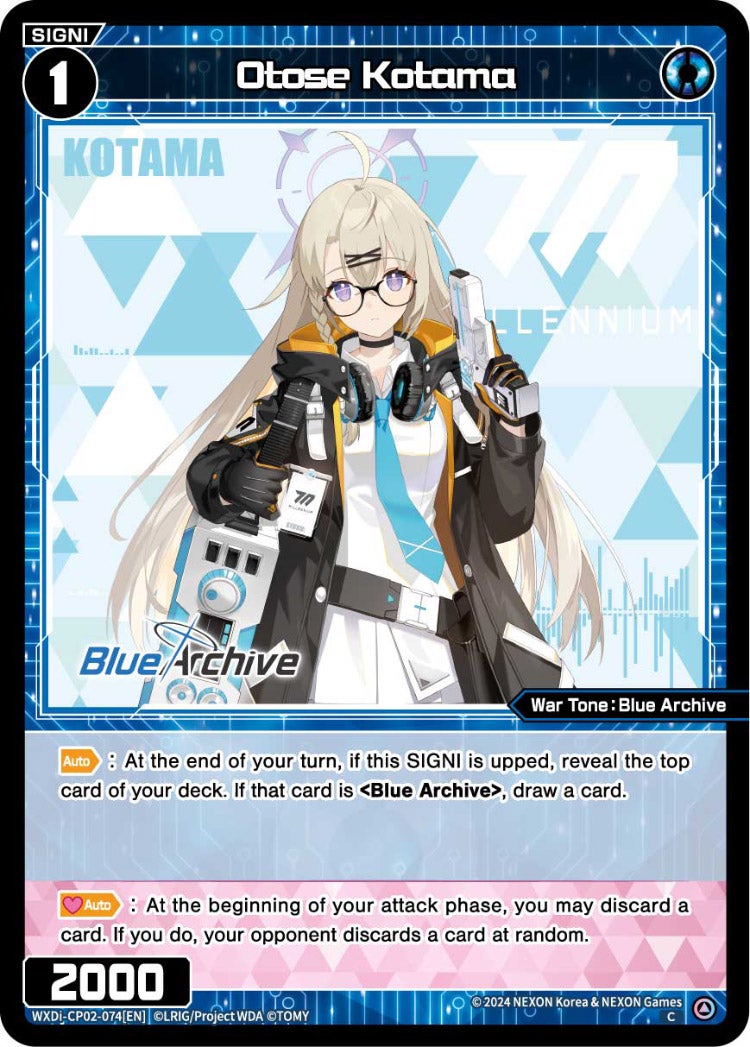 SIGNI
1
Otose Kotama
KOTAMA
MILLENNIUM
MILLENNIUM
Blue Archive
War Tone:Blue Archive
Auto : At the end of your turn, if this SIGNI is upped, reveal the top
card of your deck. If that card is <Blue Archive>, draw a card.
Auto : At the beginning of your attack phase, you may discard a
card. If you do, your opponent discards a card at random.
2000
©2024 NEXON Korea & NEXON Games
WXDi-CP02-074[EN] ©LRIG/Project WDA ©TOMY
C